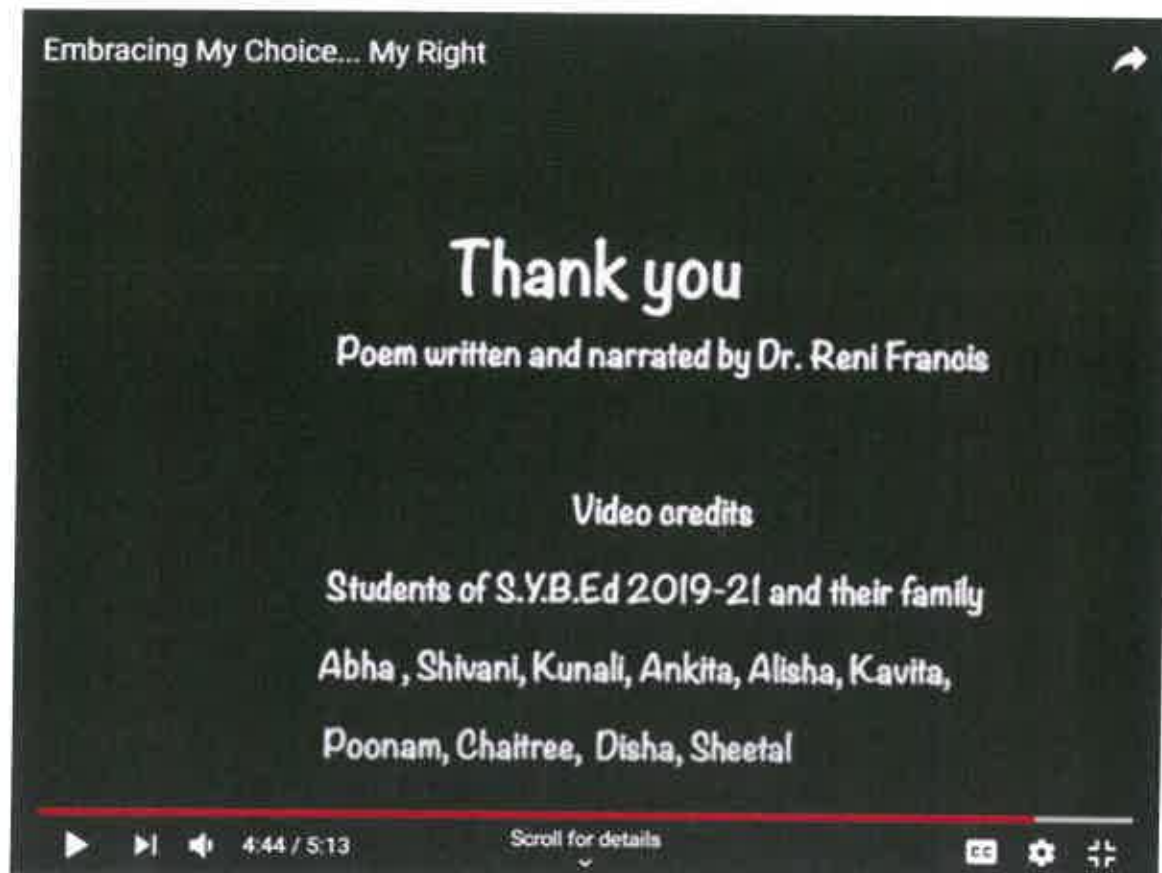 Embracing My Choice... My Right
Thank you
Poem written and narrated by Dr. Reni Francis
Video credits
Students of S.Y.B.Ed 2019-21 and their family
Abha , Shivani, Kunali, Ankita, Alisha, Kavita,
Poonam, Chaitree, Disha, Sheetal
4:44 / 5:13
Scroll for details
CC